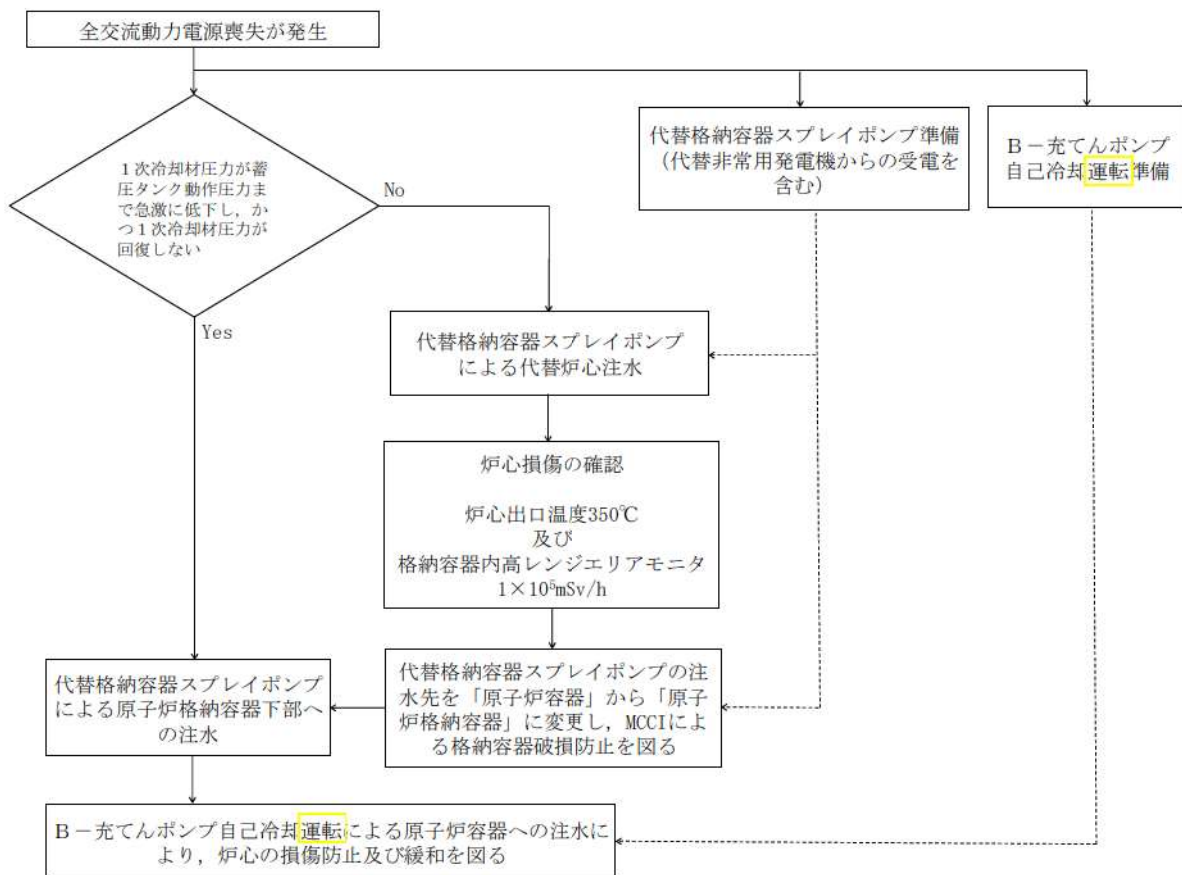 全交流動力電源喪失が発生
1次冷却材圧力が蓄
圧タンク動作圧力ま
で急激に低下し，か
つ1次冷却材圧力が
回復しない
No
Yes
代替格納容器スプレイポンプ準備
（代替非常用発電機からの受電を
含む）
B－充てんポンプ
自己冷却運転準備
代替格納容器スプレイポンプ
による代替炉心注水
炉心損傷の確認
炉心出口温度350℃
及び
格納容器内高レンジエリアモニタ
1×10⁵mSv/h
代替格納容器スプレイポンプ
による原子炉格納容器下部へ
の注水
代替格納容器スプレイポンプの注
水先を「原子炉容器」から「原子
炉格納容器」に変更し，MCCIによ
る格納容器破損防止を図る
B－充てんポンプ自己冷却運転による原子炉容器への注水に
より，炉心の損傷防止及び緩和を図る